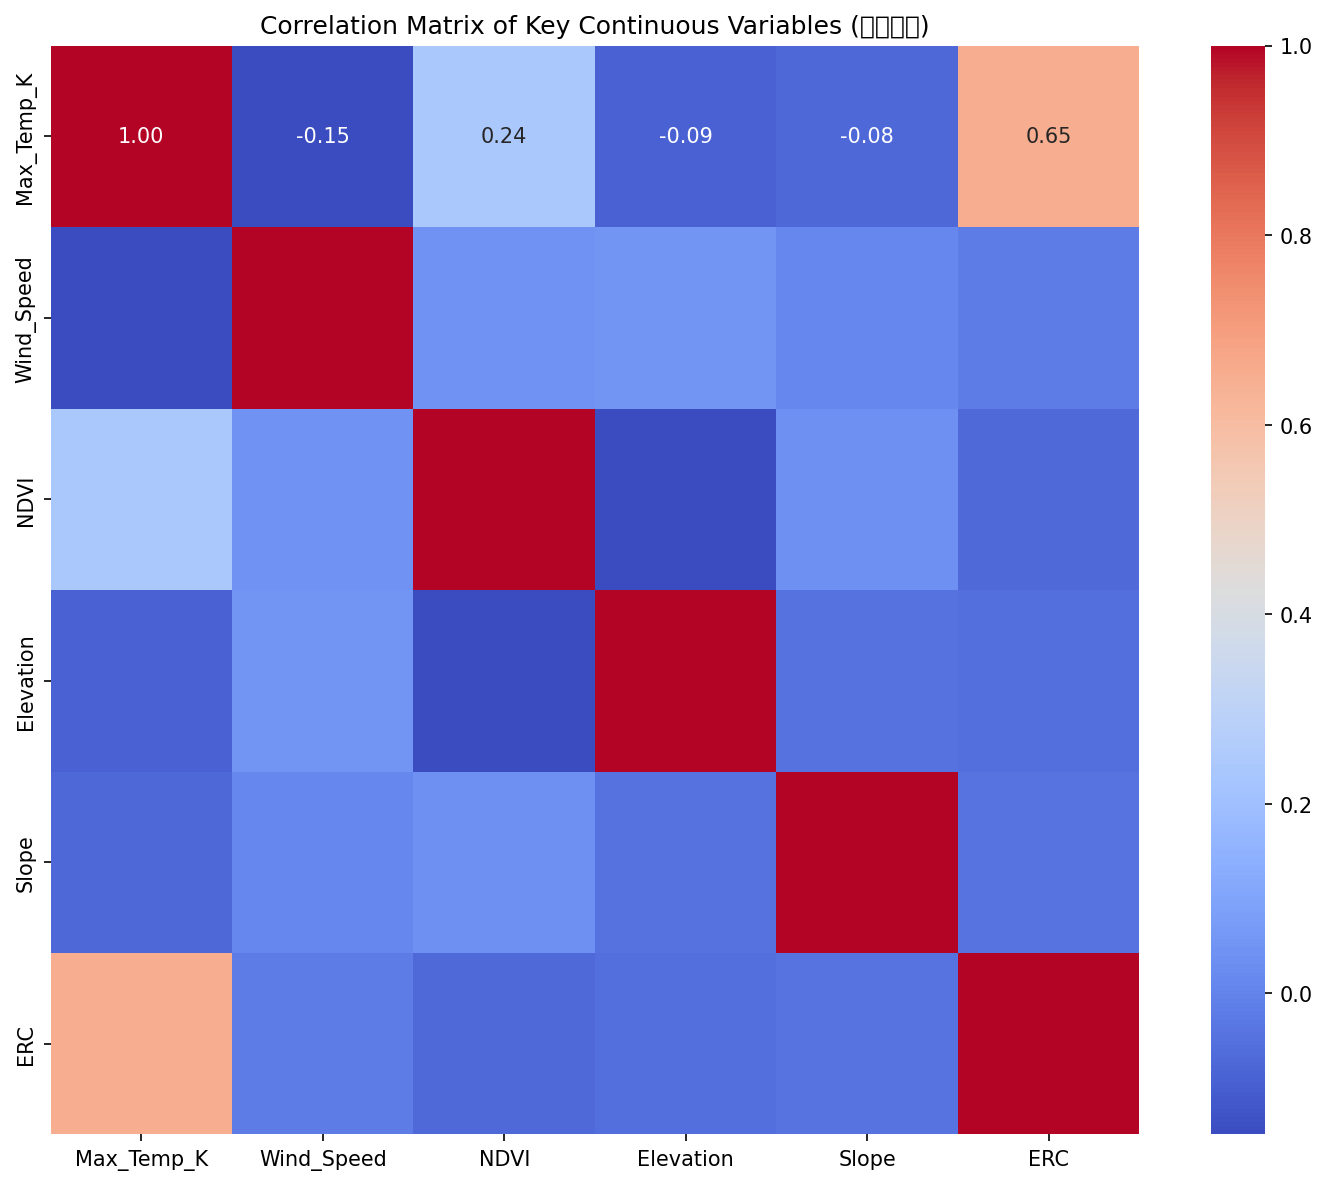 Correlation Matrix of Key Continuous Variables (□□□□)
1.0
Max_Temp_K
1.00 -0.15 0.24 -0.09 -0.08 0.65
0.8
Wind_Speed
0.6
NDVI
0.4
Elevation
0.2
Slope
0.0
ERC
Max_Temp_K Wind_Speed NDVI Elevation Slope ERC